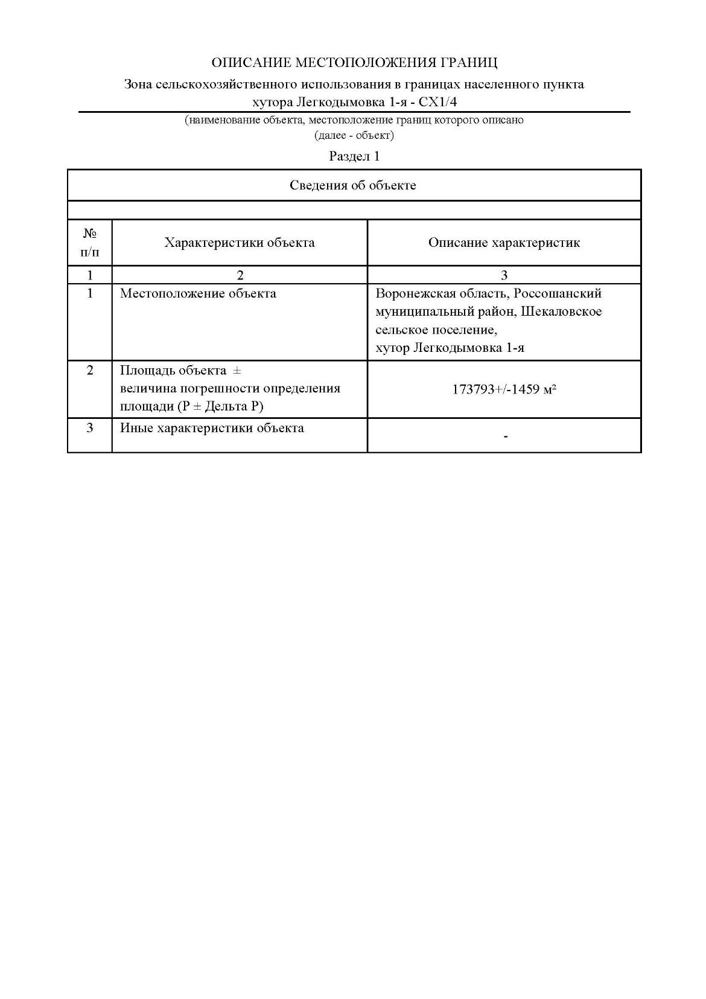 ОПИСАНИЕ МЕСТОПОЛОЖЕНИЯ ГРАНИЦ
Зона сельскохозяйственного использования в границах населенного пункта
хутора Легкодымовка 1-я - СХ1/4
(наименование объекта, местоположение границ которого описано
(далее - объект)
Раздел 1
Сведения об объекте
№
п/п
Характеристики объекта
Описание характеристик
1
2
3
1
Местоположение объекта
Воронежская область, Россошанский
муниципальный район, Шекаловское
сельское поселение,
хутор Легкодымовка 1-я
2
Площадь объекта ±
величина погрешности определения
площади (Р ± Дельта Р)
173793+/-1459 м²
3
Иные характеристики объекта
-